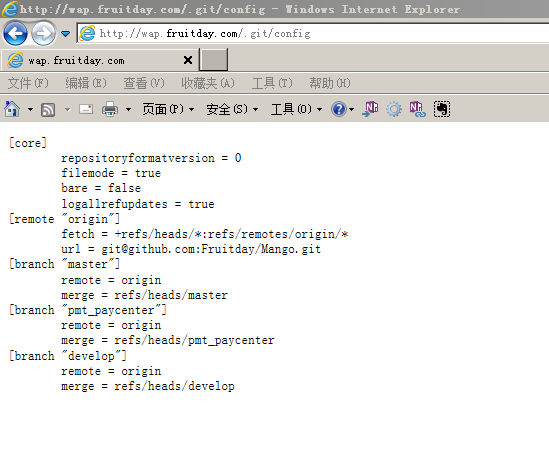 http://wap.fruitday.com/.git/config - Windows Internet Explorer
http://wap.fruitday.com/.git/config
wap.fruitday.com
文件(F) 编辑(E) 查看(V) 收藏夹(A) 工具(T) 帮助(H)
页面(P) 安全(S) 工具(O)
[core]
repositoryformatversion = 0
filemode = true
bare = false
logallrefupdates = true
[remote "origin"]
fetch = +refs/heads/*:refs/remotes/origin/*
url = git@github.com:Fruitday/Mango.git
[branch "master"]
remote = origin
merge = refs/heads/master
[branch "pmt_paycenter"]
remote = origin
merge = refs/heads/pmt_paycenter
[branch "develop"]
remote = origin
merge = refs/heads/develop